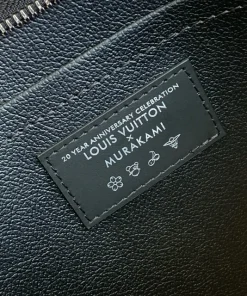 20 YEAR ANNIVERSARY CELEBRATION
LOUIS VUITTON
×
MURAKAMI